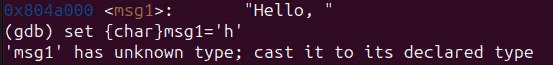 0x804a000 <msg1>:      "Hello, "
(gdb) set {char}msg1='h'
'msg1' has unknown type; cast it to its declared type